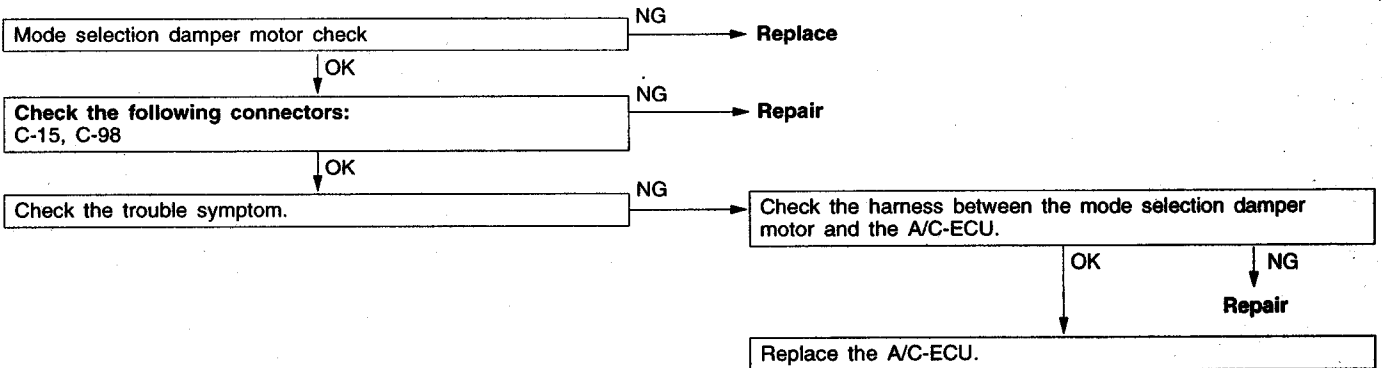 NG
Mode selection damper motor check
Replace
OK
NG
Check the following connectors:
C-15, C-98
Repair
OK
NG
Check the trouble symptom.
Check the harness between the mode selection damper
motor and the A/C-ECU.
OK
NG
Repair
Replace the A/C-ECU.